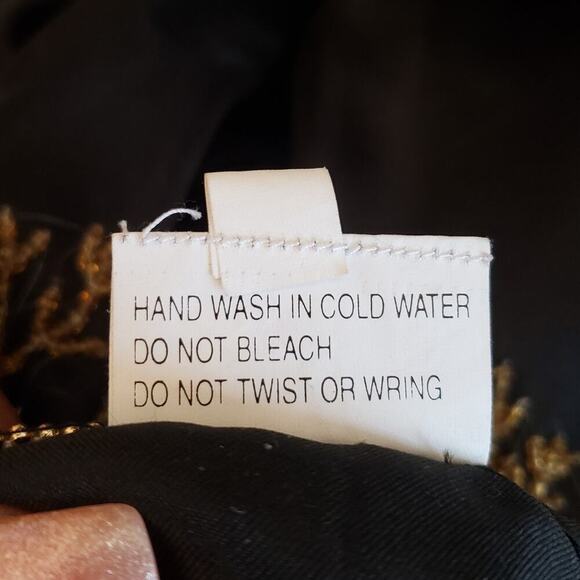 HAND WASH IN COLD WATER
DO NOT BLEACH
DO NOT TWIST OR WRING